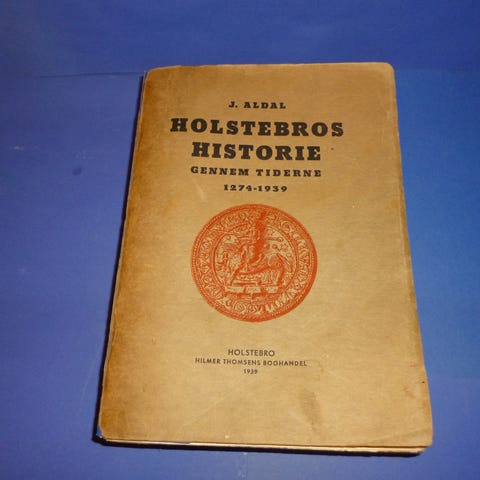 J. ALDAL
HOLSTEBROS
HISTORIE
GENNEM TIDERNE
1274-1939
HOLSTEBRO
HILMER THOMSENS BOGHANDEL
1939